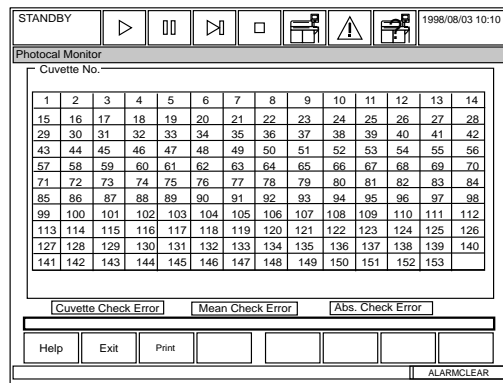 STANDBY 1998/08/03 10:10
Photocal Monitor
Cuvette No.
1 2 3 4 5 6 7 8 9 10 11 12 13 14
15 16 17 18 19 20 21 22 23 24 25 26 27 28
29 30 31 32 33 34 35 36 37 38 39 40 41 42
43 44 45 46 47 48 49 50 51 52 53 54 55 56
57 58 59 60 61 62 63 64 65 66 67 68 69 70
71 72 73 74 75 76 77 78 79 80 81 82 83 84
85 86 87 88 89 90 91 92 93 94 95 96 97 98
99 100 101 102 103 104 105 106 107 108 109 110 111 112
113 114 115 116 117 118 119 120 121 122 123 124 125 126
127 128 129 130 131 132 133 134 135 136 137 138 139 140
141 142 143 144 145 146 147 148 149 150 151 152 153
Cuvette Check Error Mean Check Error Abs. Check Error
Help Exit Print
ALARMCLEAR